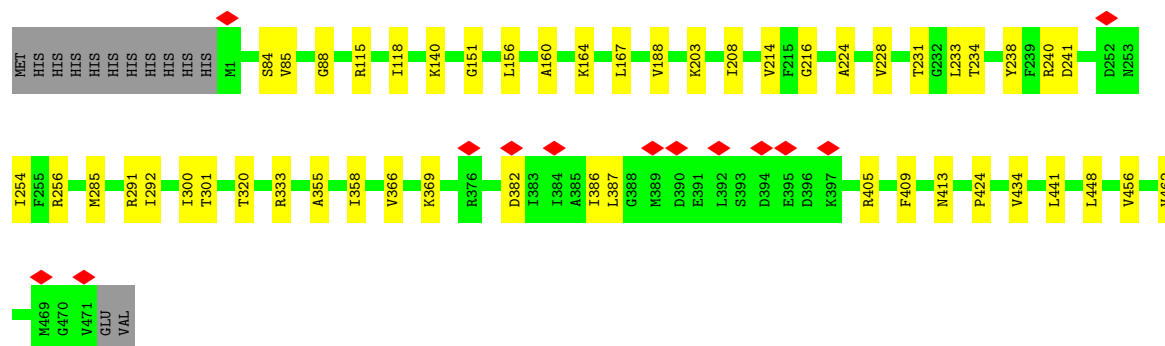 MET HIS HIS HIS HIS HIS HIS HIS HIS HIS HIS M1 S84 V85 G88 R115 I118 K140 G151 L156 A160 K164 L167 V188 K203 I208 V214 F215 G216 A224 V228 T231 G232 L233 T234 Y238 F239 R240 D241 D252 N253
I254 F255 R256 M285 R291 I292 I300 T301 T320 R333 A355 I358 V366 K369 R376 D382 I383 I384 A385 I386 L387 G388 M389 D390 E391 L392 S393 D394 E395 D396 K397 R405 F409 N413 P424 V434 L441 L448 V456
M469 G470 V471 GLU VAL